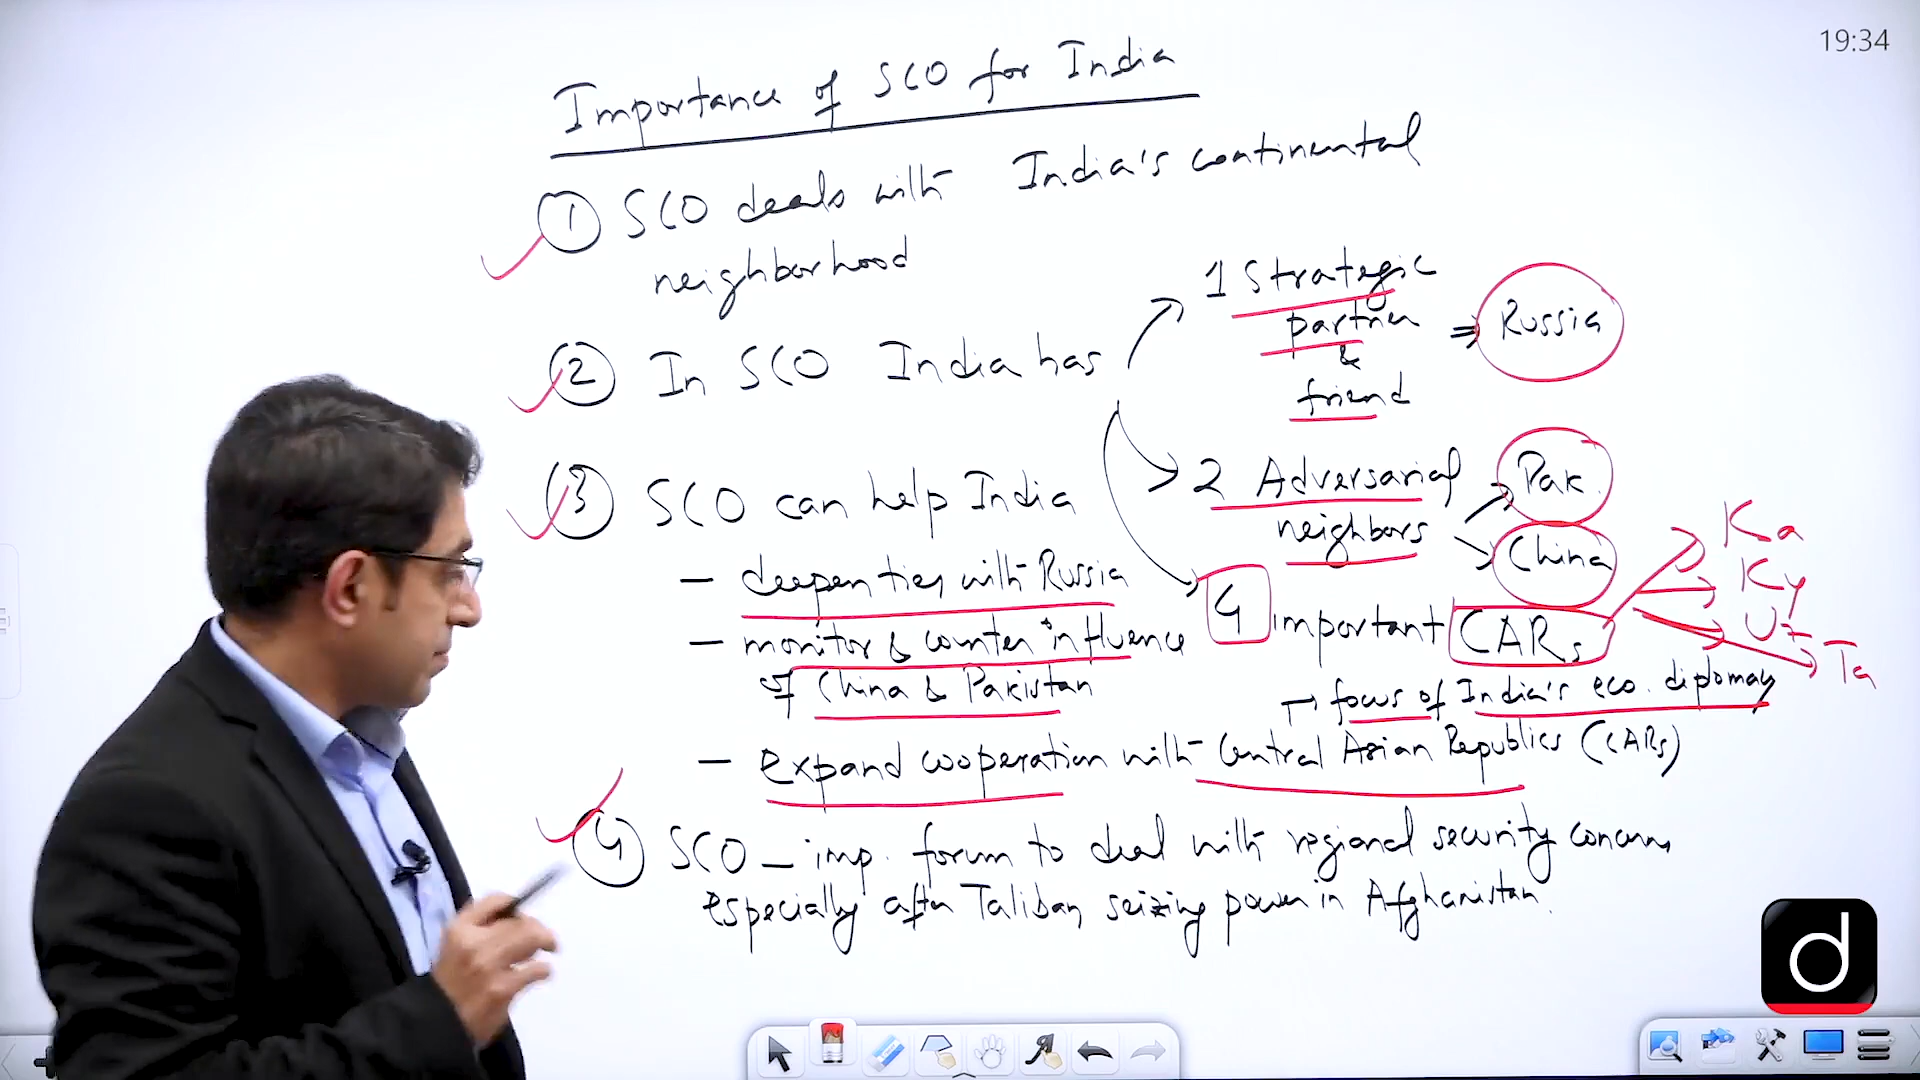 19:34
Importance of SCO for India
① SCO deals with India's continental
neighborhood
② In SCO India has
1 Strategic
partner
&
friend
⇒ Russia
2 Adversarial
neighbors
Pak.
China
4 important CARs
Ka
Ky
Uz
Ta
→ focus of India's eco. diplomacy
③ SCO can help India
– deepen ties with Russia
– monitor & counter influence
of China & Pakistan
– expand cooperation with Central Asian Republics (CARs)
④ SCO – imp. forum to deal with regional security concerns
especially after Taliban seizing power in Afghanistan.
d